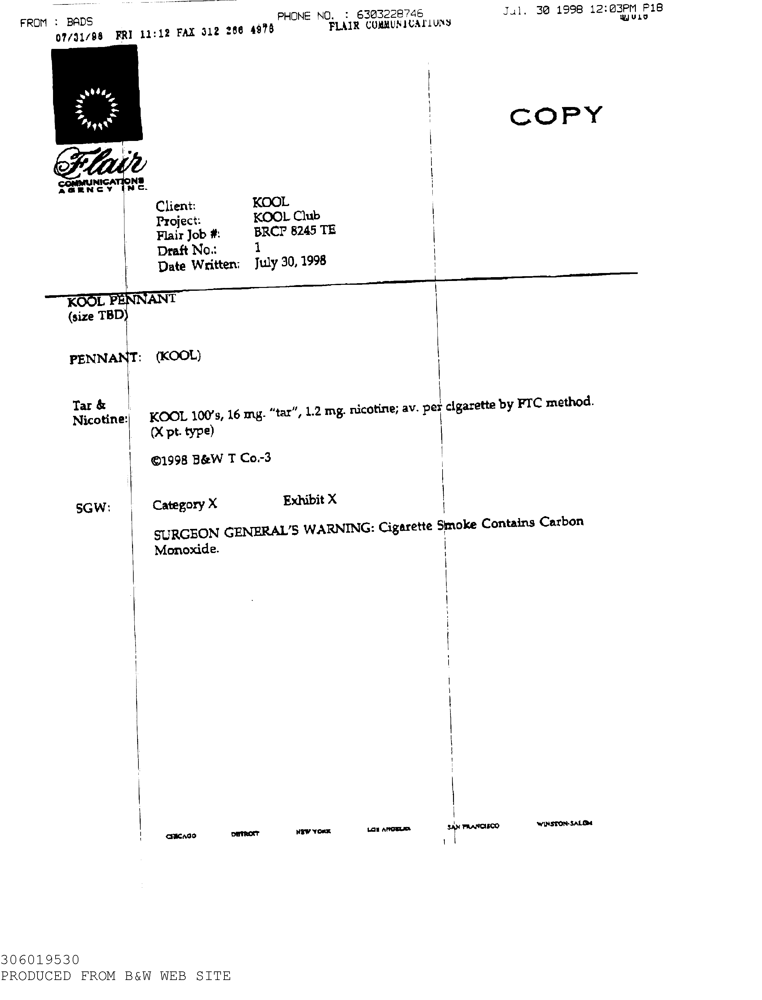 FROM : BADS PHONE NO. : 6303228746 Jul. 30 1998 12:03PM P18
07/31/98 FRI 11:12 FAX 312 266 4978 FLAIR COMMUNICATIONS
COPY
Flair
COMMUNICATIONS
AGENCY INC.
Client: KOOL
Project: KOOL Club
Flair Job #: BRCP 8245 TE
Draft No.: 1
Date Written: July 30, 1998
KOOL PENNANT
(size TBD)
PENNANT: (KOOL)
Tar &
Nicotine: KOOL 100's, 16 mg. "tar", 1.2 mg. nicotine; av. per cigarette by FTC method.
(X pt. type)
©1998 B&W T Co.-3
SGW: Category X Exhibit X
SURGEON GENERAL'S WARNING: Cigarette Smoke Contains Carbon
Monoxide.
CHICAGO DETROIT NEW YORK LOS ANGELES SAN FRANCISCO WINSTON-SALEM
306019530
PRODUCED FROM B&W WEB SITE